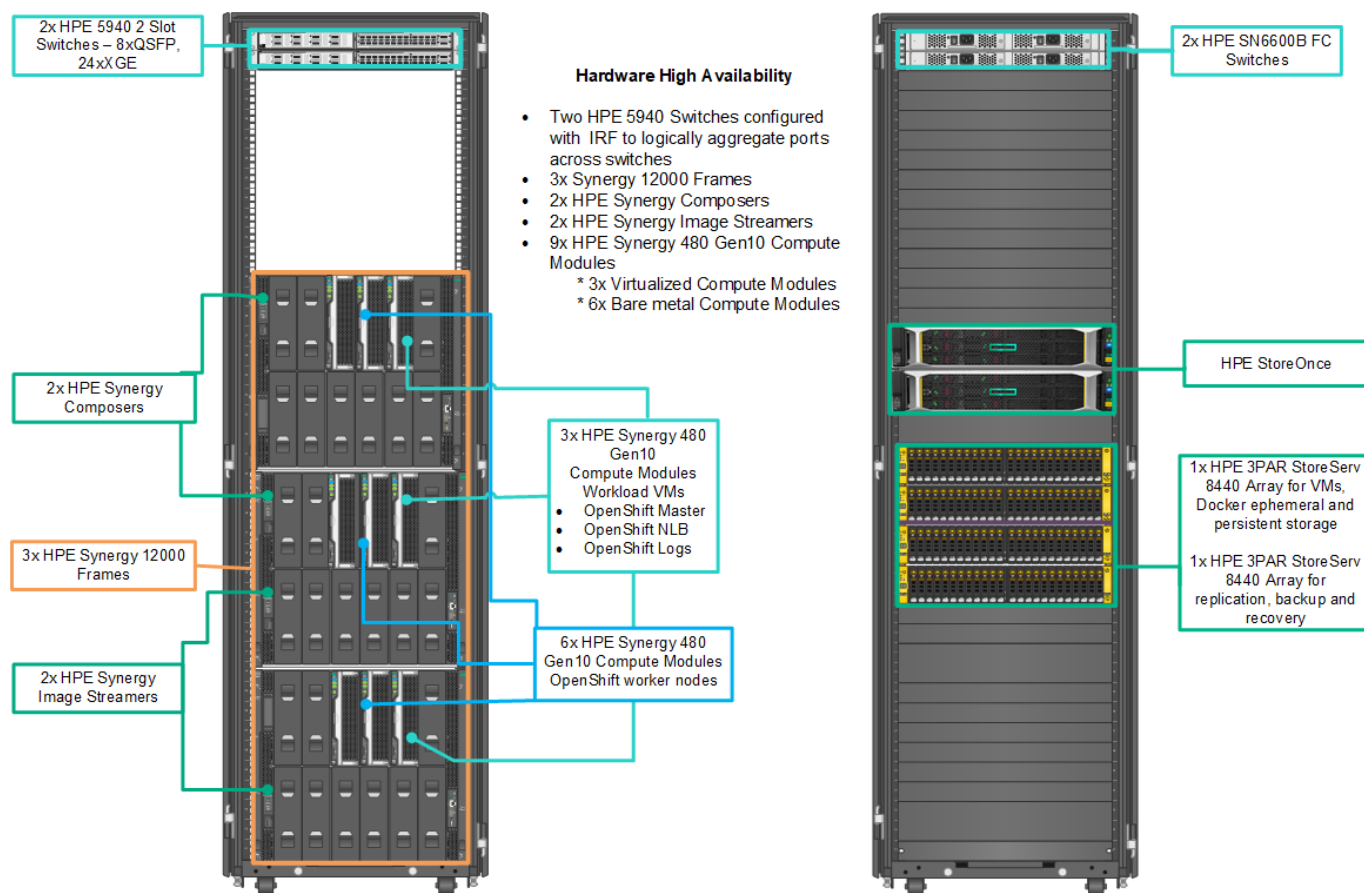 2x HPE 5940 2 Slot
Switches – 8xQSFP,
24xXGE
Hardware High Availability
• Two HPE 5940 Switches configured
with IRF to logically aggregate ports
across switches
• 3x Synergy 12000 Frames
• 2x HPE Synergy Composers
• 2x HPE Synergy Image Streamers
• 9x HPE Synergy 480 Gen10 Compute
Modules
* 3x Virtualized Compute Modules
* 6x Bare metal Compute Modules
2x HPE Synergy
Composers
3x HPE Synergy 12000
Frames
2x HPE Synergy
Image Streamers
3x HPE Synergy 480
Gen10
Compute Modules
Workload VMs
• OpenShift Master
• OpenShift NLB
• OpenShift Logs
6x HPE Synergy 480
Gen10 Compute Modules
OpenShift worker nodes
2x HPE SN6600B FC
Switches
HPE StoreOnce
1x HPE 3PAR StoreServ
8440 Array for VMs,
Docker ephemeral and
persistent storage
1x HPE 3PAR StoreServ
8440 Array for
replication, backup and
recovery